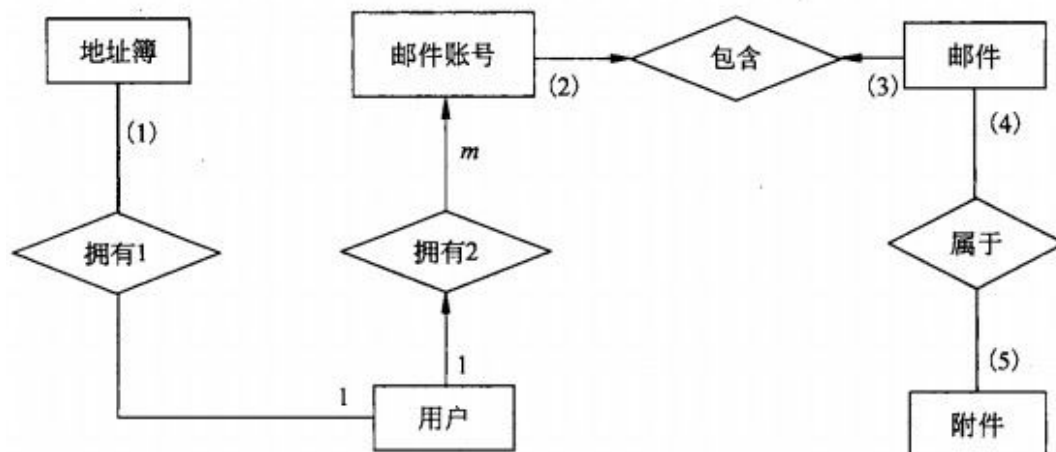 地址簿
邮件账号
包含
邮件
(2)
(3)
(1)
(4)
m
拥有1
拥有2
属于
1
(5)
1
用户
附件